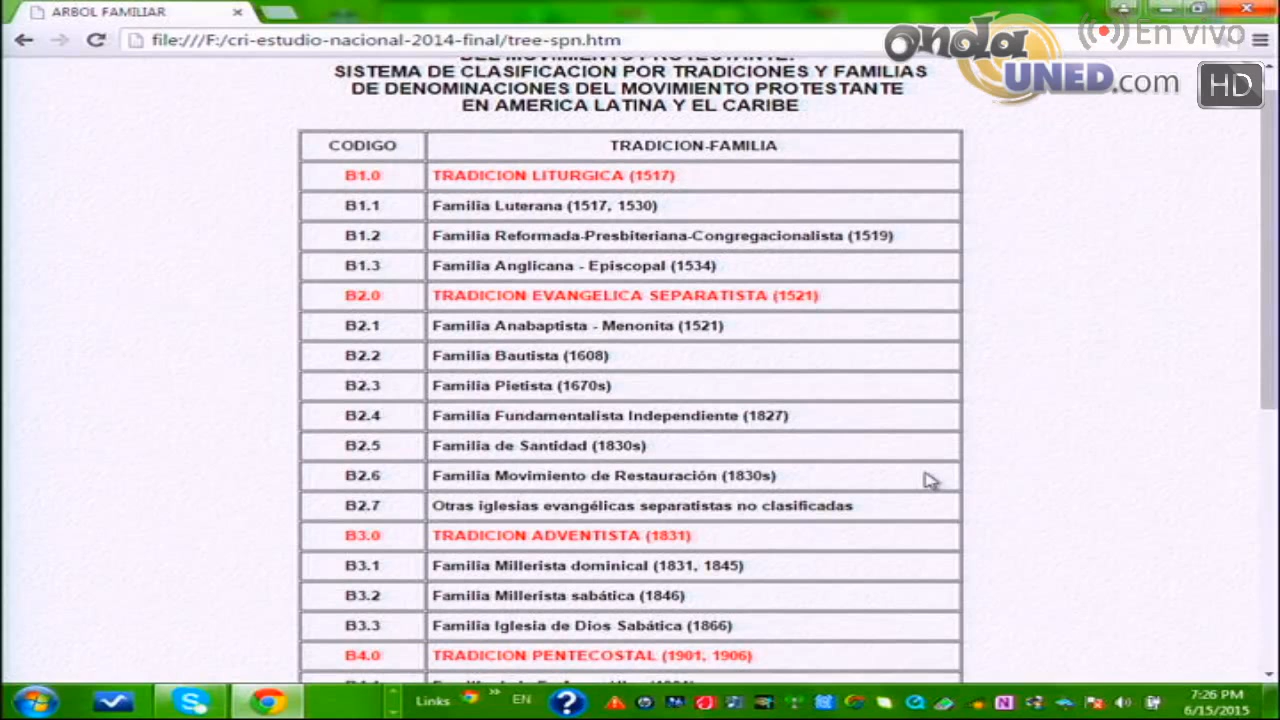 ARBOL FAMILIAR
file:///F:/cri-estudio-nacional-2014-final/tree-spn.htm
onda UNED.com
En vivo
HD
DEL MOVIMIENTO PROTESTANTE:
SISTEMA DE CLASIFICACION POR TRADICIONES Y FAMILIAS
DE DENOMINACIONES DEL MOVIMIENTO PROTESTANTE
EN AMERICA LATINA Y EL CARIBE
CODIGO TRADICION-FAMILIA
B1.0 TRADICION LITURGICA (1517)
B1.1 Familia Luterana (1517, 1530)
B1.2 Familia Reformada-Presbiteriana-Congregacionalista (1519)
B1.3 Familia Anglicana - Episcopal (1534)
B2.0 TRADICION EVANGELICA SEPARATISTA (1521)
B2.1 Familia Anabaptista - Menonita (1521)
B2.2 Familia Bautista (1608)
B2.3 Familia Pietista (1670s)
B2.4 Familia Fundamentalista Independiente (1827)
B2.5 Familia de Santidad (1830s)
B2.6 Familia Movimiento de Restauración (1830s)
B2.7 Otras iglesias evangélicas separatistas no clasificadas
B3.0 TRADICION ADVENTISTA (1831)
B3.1 Familia Millerista dominical (1831, 1845)
B3.2 Familia Millerista sabática (1846)
B3.3 Familia Iglesia de Dios Sabática (1866)
B4.0 TRADICION PENTECOSTAL (1901, 1906)
Links EN
7:26 PM
6/15/2015